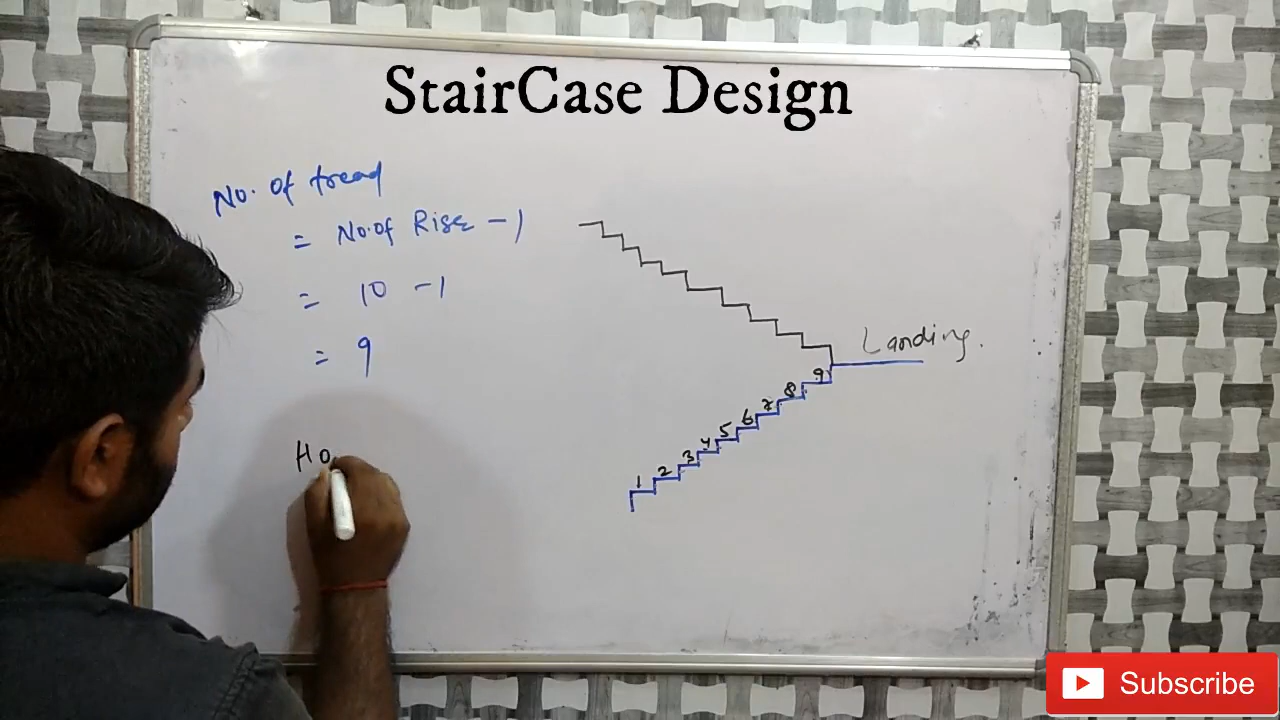 StairCase Design
No. of tread
= No.of Rise - 1
= 10 - 1
= 9
Ho
Landing.
9
8
7
6
5
4
3
2
1
Subscribe